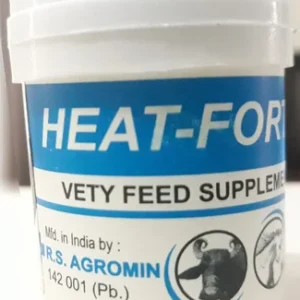 HEAT-FORT
VETY FEED SUPPLEME
Mfd. in India by :
R.S. AGROMIN
142 001 (Pb.)